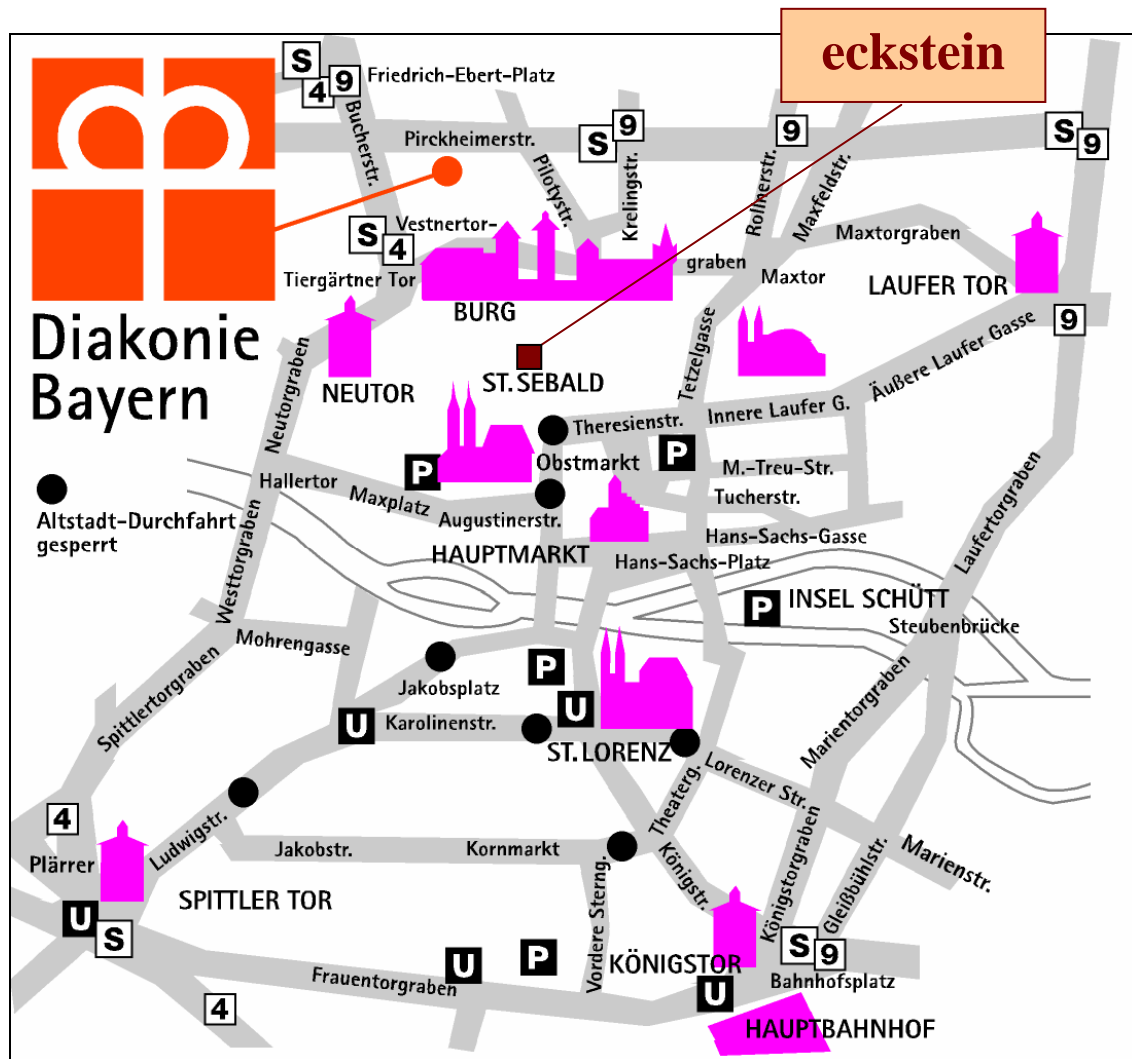 eckstein
S
4
9
Friedrich-Ebert-Platz
Bucherstr.
Pirckheimerstr.
S
9
9
S
9
Pilotystr.
Krelingstr.
Rollnerstr.
Maxfeldstr.
S
4
Vestnertor-
graben
Maxtorgraben
Maxtor
Tiergärtner Tor
BURG
LAUFER TOR
9
Diakonie
Bayern
Neutorgraben
NEUTOR
ST. SEBALD
Tetzelgasse
Äußere Laufer Gasse
Theresienstr.
Innere Laufer G.
P
Obstmarkt
P
M.-Treu-Str.
Hallertor
Maxplatz
Tucherstr.
Altstadt-Durchfahrt
gesperrt
Augustinerstr.
HAUPTMARKT
Hans-Sachs-Gasse
Hans-Sachs-Platz
Westtorgraben
Laufertorgraben
P
INSEL SCHÜTT
Steubenbrücke
Mohrengasse
Spittlertorgraben
Jakobsplatz
P
U
U
Karolinenstr.
ST. LORENZ
Marientorgraben
Lorenzer Str.
Theaterg.
4
Plärrer
Ludwigstr.
Jakobstr.
Kornmarkt
Königstr.
Königstorgraben
Gleißbühlstr.
Marienstr.
SPITTLER TOR
U
S
Vordere Sterng.
KÖNIGSTOR
S
9
Bahnhofsplatz
U
P
Frauentorgraben
U
4
HAUPTBAHNHOF